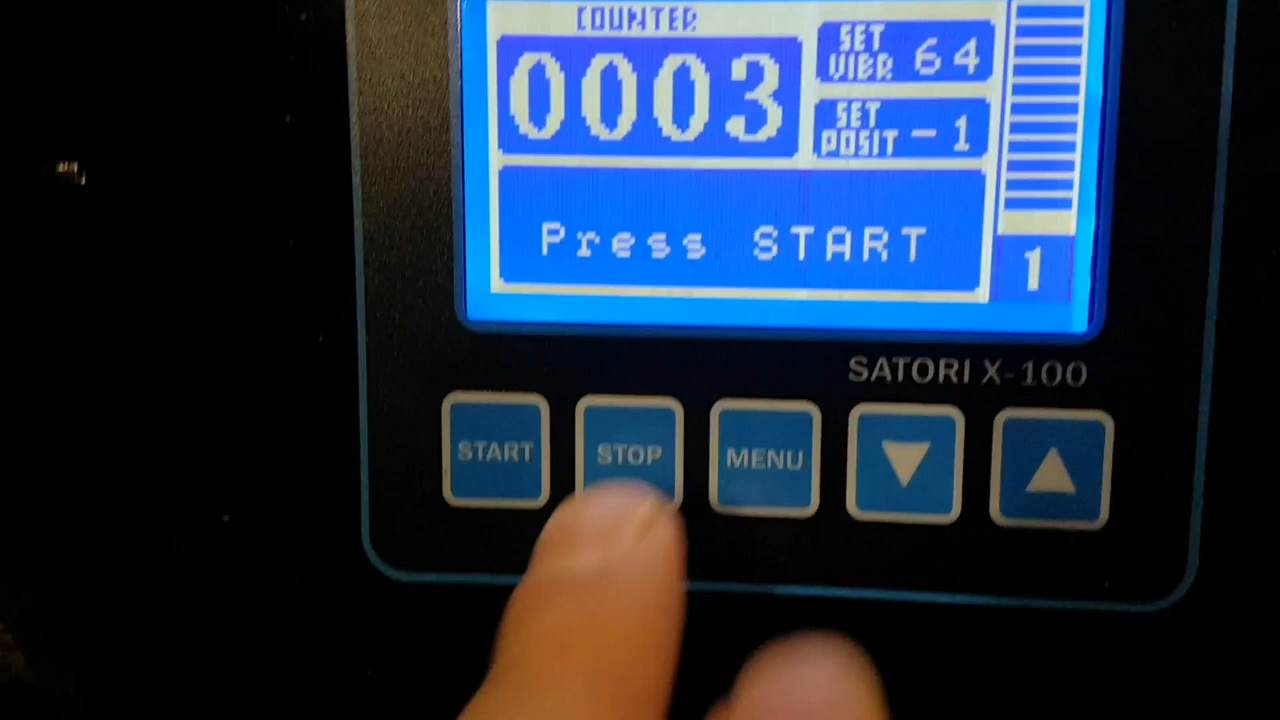 COUNTER
0003
SET
VIBR 64
SET
POSIT -1
Press START
1
SATORI X-100
START
STOP
MENU